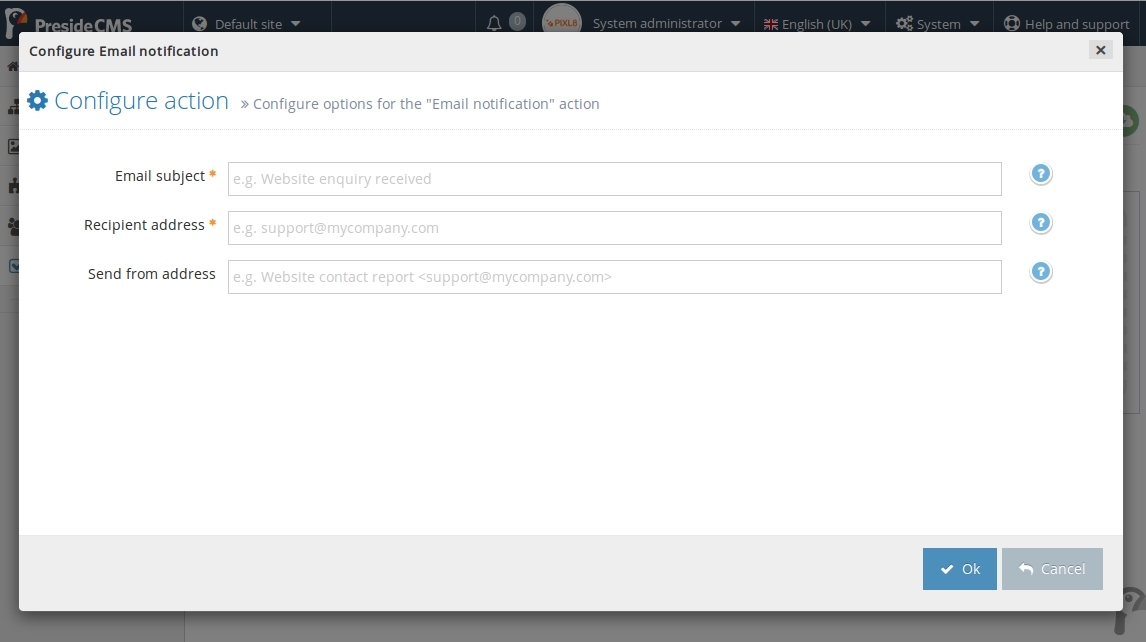 PresideCMS Default site 0 PIXL8 System administrator English (UK) System Help and support
Configure Email notification
Configure action » Configure options for the "Email notification" action
Email subject * e.g. Website enquiry received ?
Recipient address * e.g. support@mycompany.com ?
Send from address e.g. Website contact report <support@mycompany.com> ?
Ok Cancel